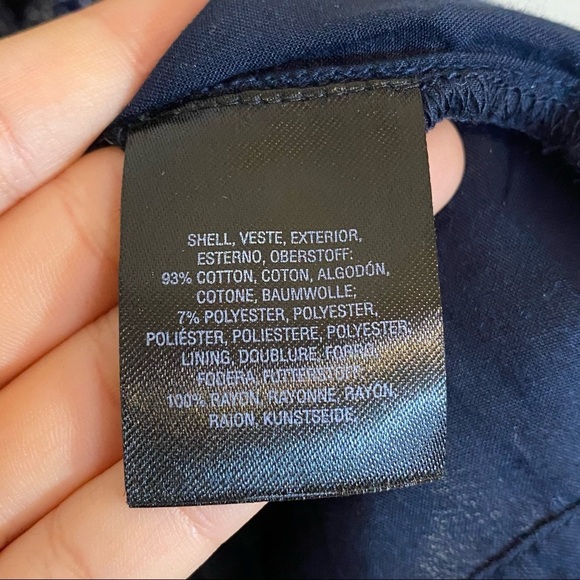 SHELL, VESTE, EXTERIOR,
ESTERNO, OBERSTOFF:
93% COTTON, COTON, ALGODÓN,
COTONE, BAUMWOLLE;
7% POLYESTER, POLYESTER,
POLIÉSTER, POLIESTERE, POLYESTER;
LINING, DOUBLURE, FORRO,
FODERA, FUTTERSTOFF:
100% RAYON, RAYONNE, RAYON,
RAION, KUNSTSEIDE